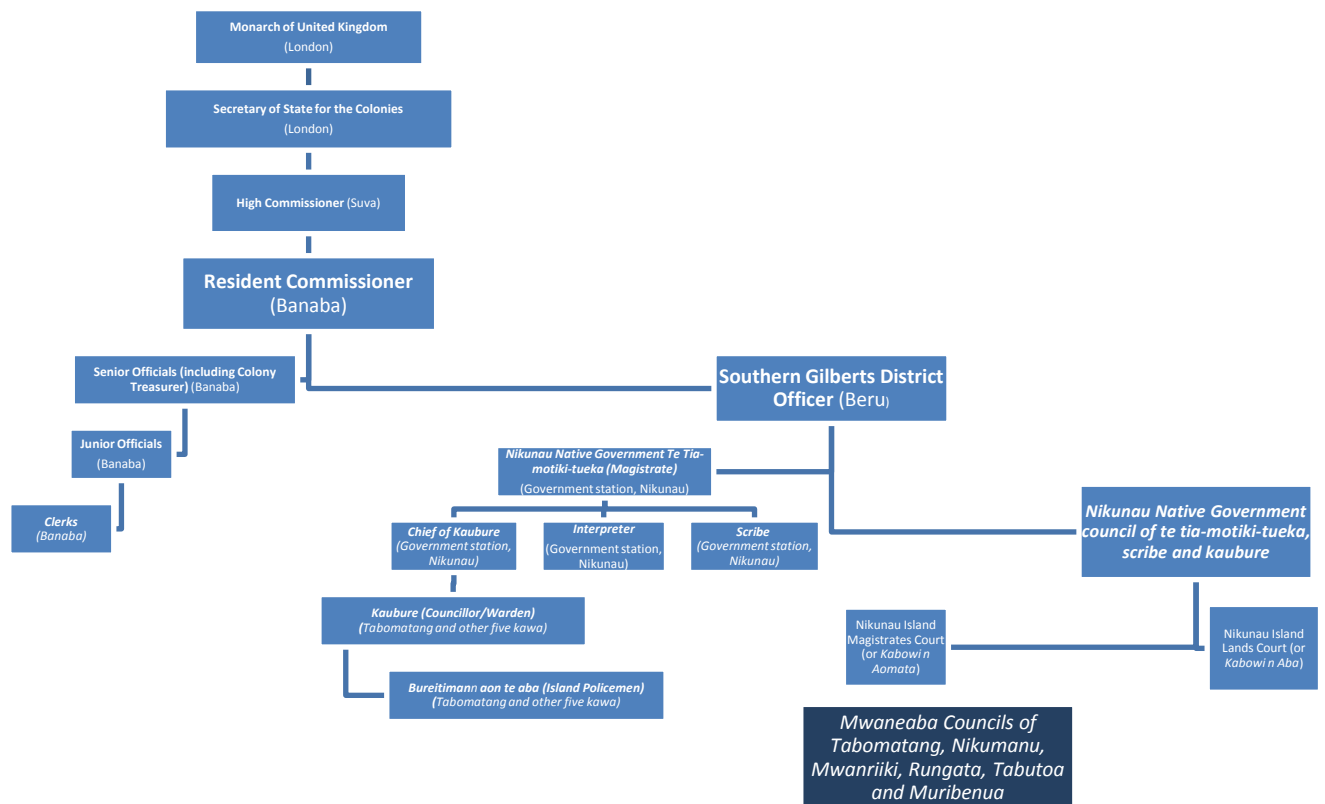 Monarch of United Kingdom
(London)
Secretary of State for the Colonies
(London)
High Commissioner (Suva)
Resident Commissioner
(Banaba)
Senior Officials (including Colony
Treasurer) (Banaba)
Southern Gilberts District
Officer (Beru)
Junior Officials
(Banaba)
Nikunau Native Government Te Tia-
motiki-tueka (Magistrate)
(Government station, Nikunau)
Clerks
(Banaba)
Chief of Kaubure
(Government station,
Nikunau)
Interpreter
(Government station,
Nikunau)
Scribe
(Government station,
Nikunau)
Nikunau Native Government
council of te tia-motiki-tueka,
scribe and kaubure
Kaubure (Councillor/Warden)
(Tabomatang and other five kawa)
Nikunau Island
Magistrates Court
(or Kabowi n
Aomata)
Nikunau Island
Lands Court (or
Kabowi n Aba)
Bureitimann aon te aba (Island Policemen)
(Tabomatang and other five kawa)
Mwaneaba Councils of
Tabomatang, Nikumanu,
Mwanriiki, Rungata, Tabutoa
and Muribenua